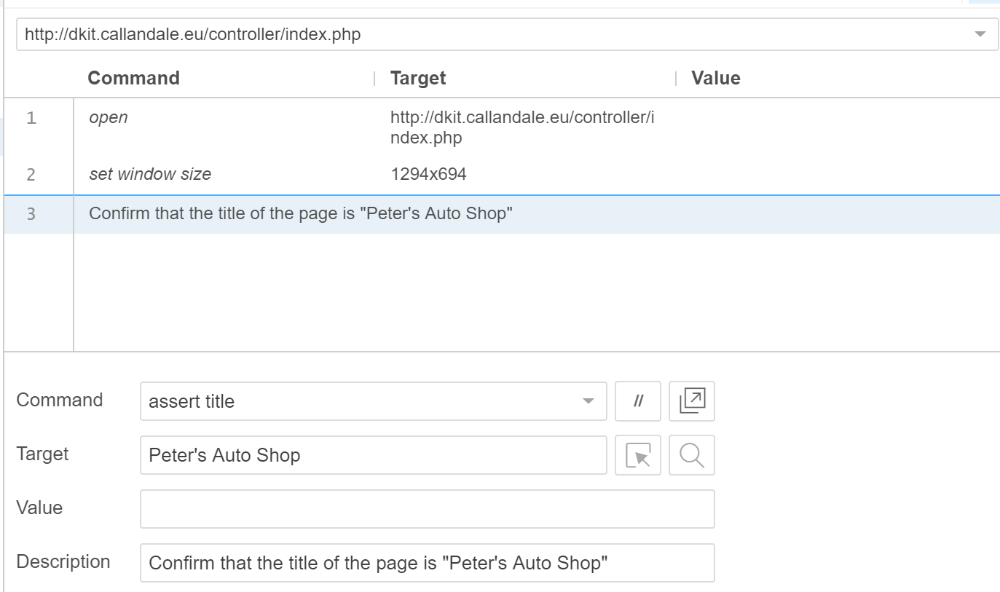 http://dkit.callandale.eu/controller/index.php
Command Target Value
1 open http://dkit.callandale.eu/controller/i
ndex.php
2 set window size 1294x694
3 Confirm that the title of the page is "Peter's Auto Shop"
Command assert title //
Target Peter's Auto Shop
Value
Description Confirm that the title of the page is "Peter's Auto Shop"